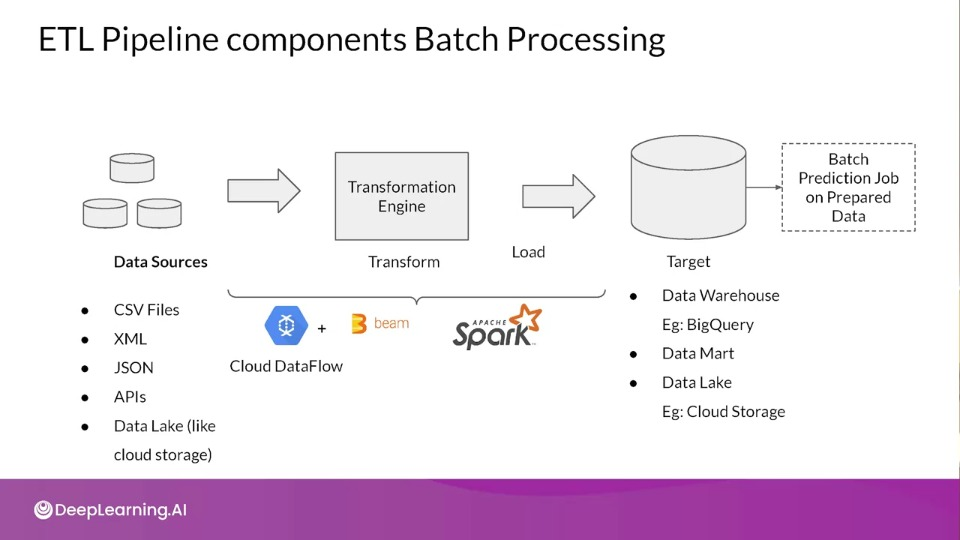 ETL Pipeline components Batch Processing
Transformation
Engine
Batch
Prediction Job
on Prepared
Data
Data Sources
Transform
Load
Target
CSV Files
XML
JSON
APIs
Data Lake (like
cloud storage)
+
beam
APACHE
Spark
TM
Cloud DataFlow
Data Warehouse
Eg: BigQuery
Data Mart
Data Lake
Eg: Cloud Storage
DeepLearning.AI